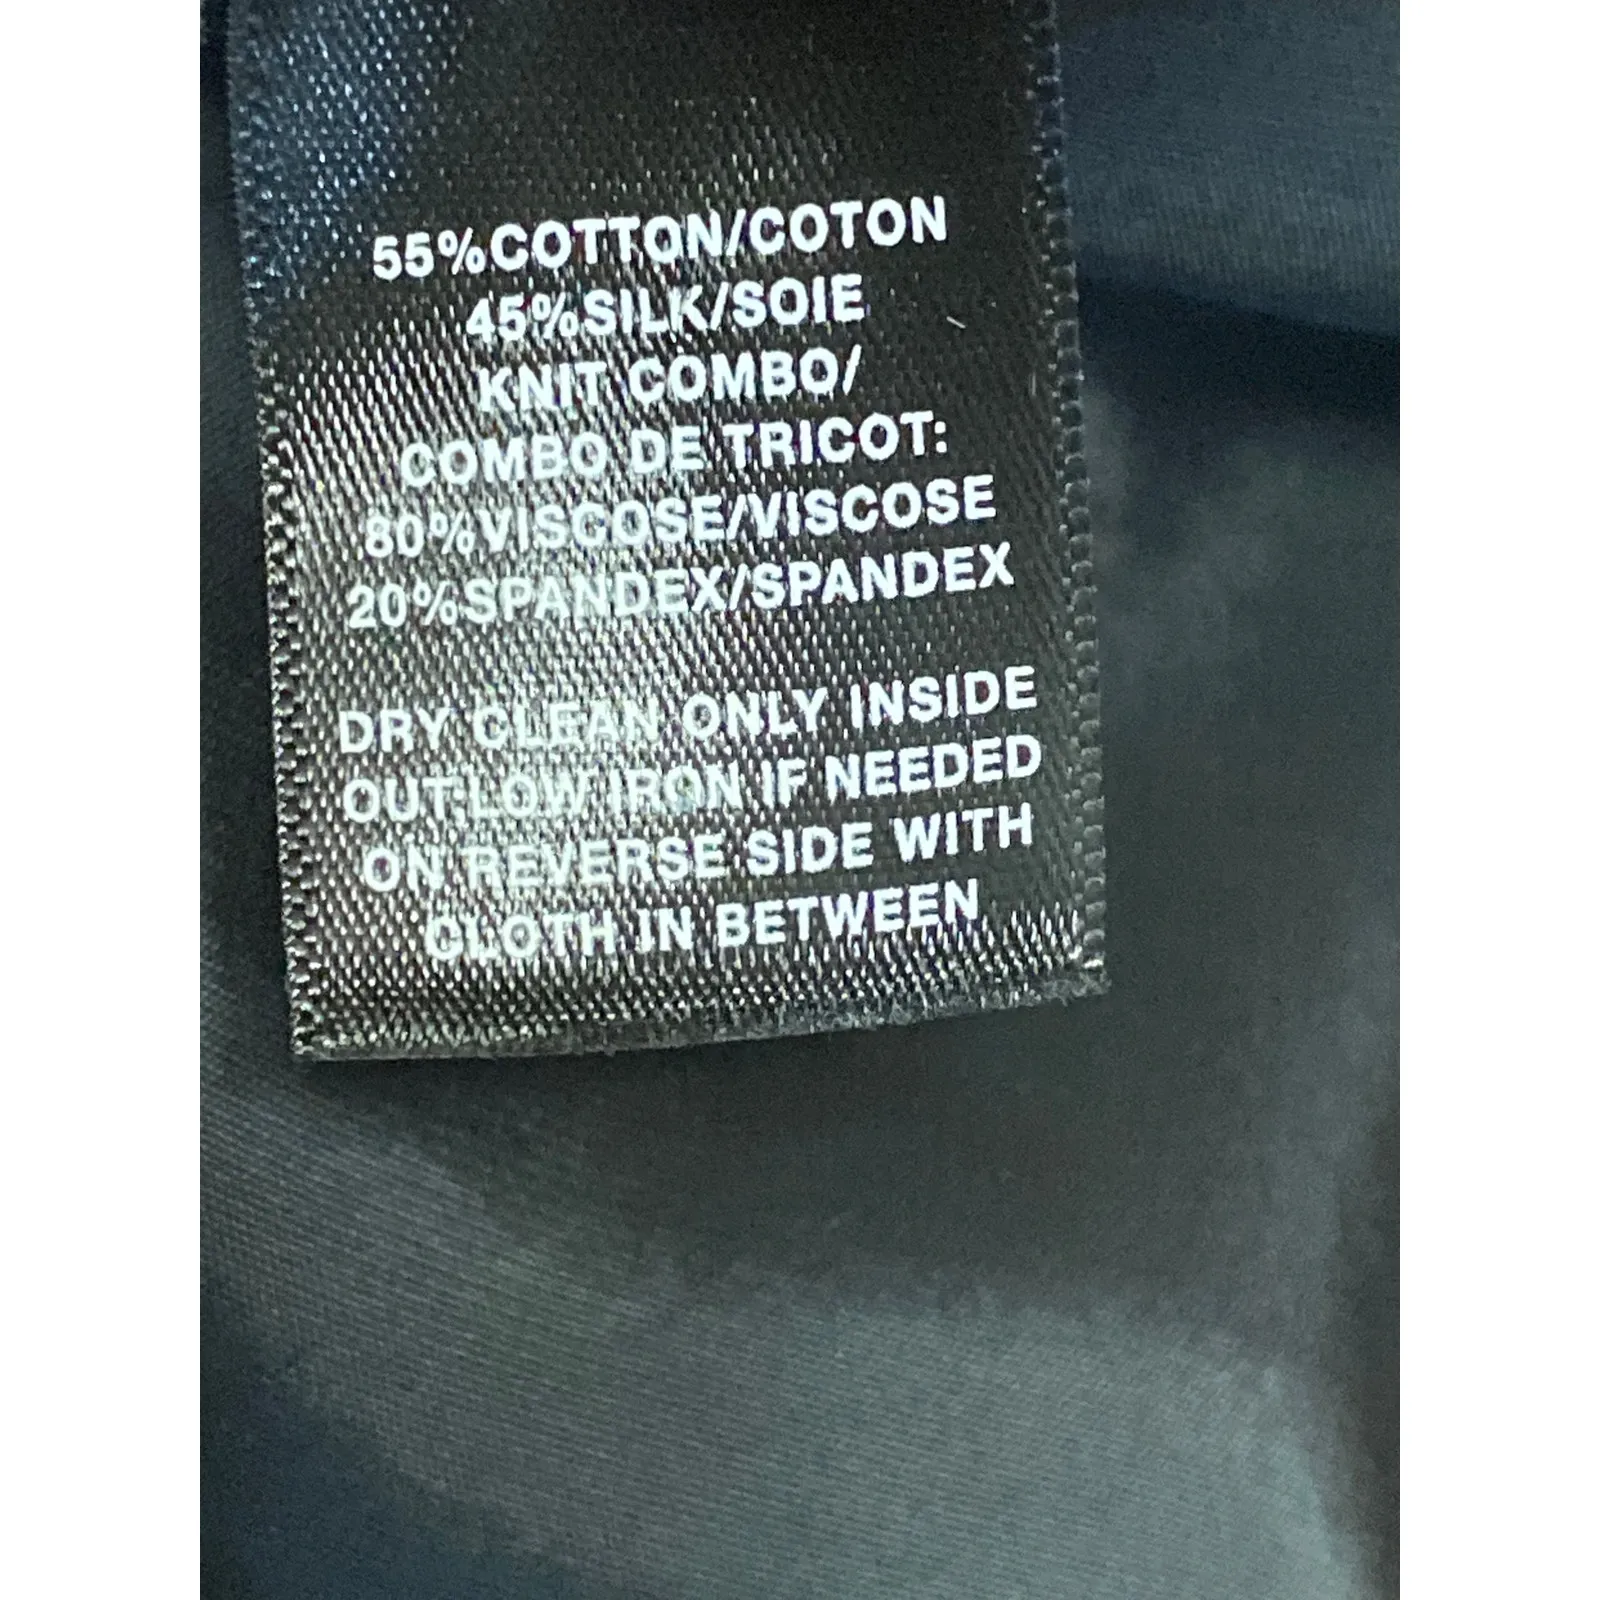 55%COTTON/COTON
45%SILK/SOIE
KNIT COMBO/
COMBO DE TRICOT:
80%VISCOSE/VISCOSE
20%SPANDEX/SPANDEX
DRY CLEAN ONLY INSIDE
OUT LOW IRON IF NEEDED
ON REVERSE SIDE WITH
CLOTH IN BETWEEN